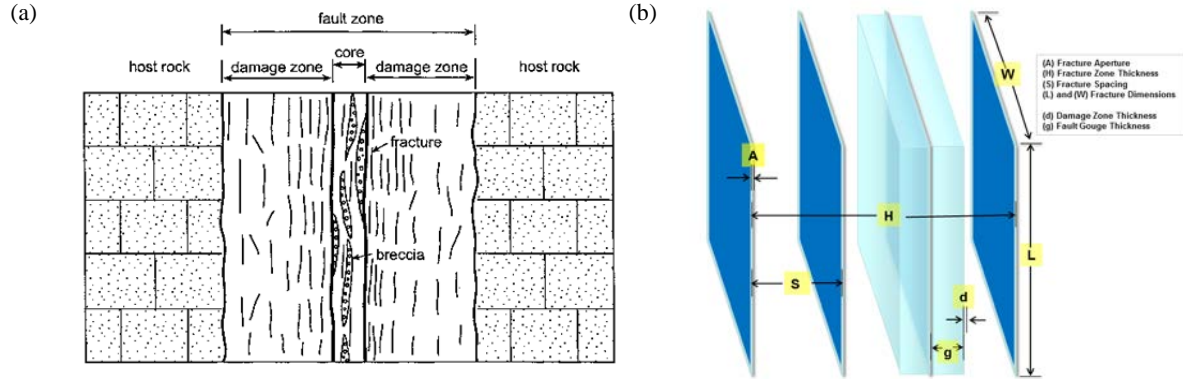 (a)
fault zone
core
host rock
damage zone
damage zone
host rock
fracture
breccia
(b)
W
(A) Fracture Aperture
(H) Fracture Zone Thickness
(S) Fracture Spacing
(L) and (W) Fracture Dimensions
(d) Damage Zone Thickness
(g) Fault Gouge Thickness
A
H
L
S
d
g